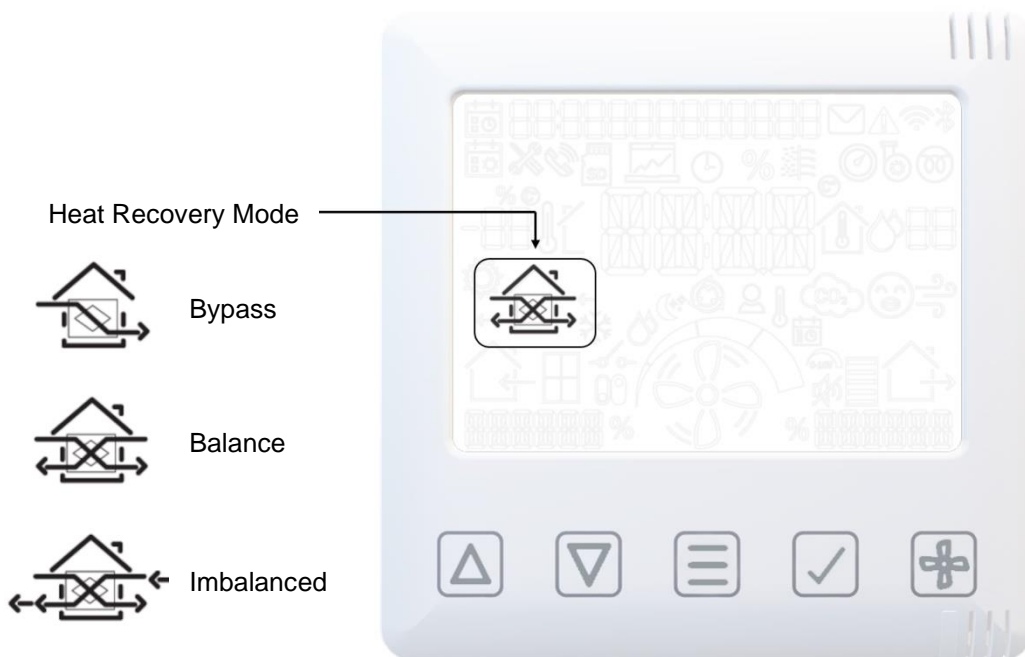 Heat Recovery Mode
Bypass
Balance
Imbalanced
%
%
%
%